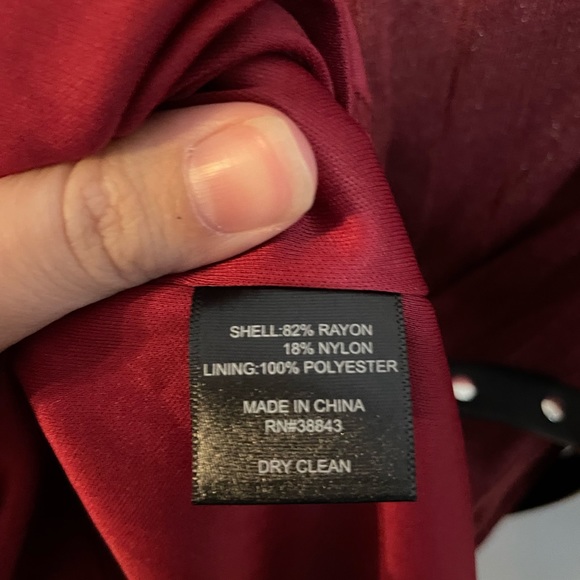 SHELL:82% RAYON
18% NYLON
LINING:100% POLYESTER
MADE IN CHINA
RN#38843
DRY CLEAN